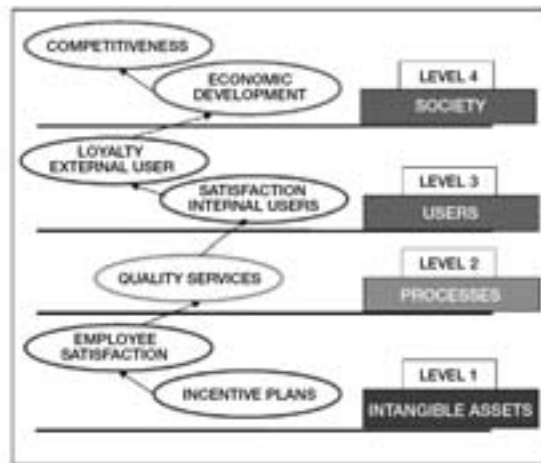 COMPETITIVENESS
ECONOMIC
DEVELOPMENT
LEVEL 4
SOCIETY
LOYALTY
EXTERNAL USER
SATISFACTION
INTERNAL USERS
LEVEL 3
USERS
QUALITY SERVICES
LEVEL 2
PROCESSES
EMPLOYEE
SATISFACTION
INCENTIVE PLANS
LEVEL 1
INTANGIBLE ASSETS